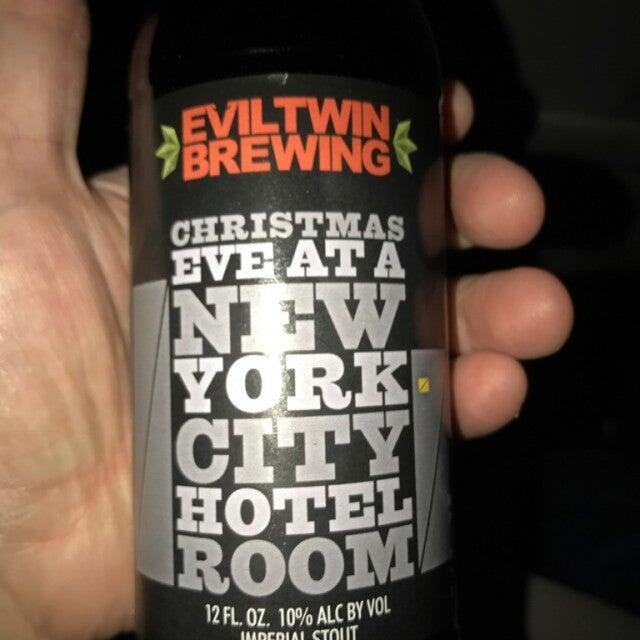 EVILTWIN
BREWING
CHRISTMAS
EVE AT A
NEW
YORK
CITY
HOTEL
ROOM
12 FL. OZ. 10% ALC BY VOL
IMPERIAL STOUT